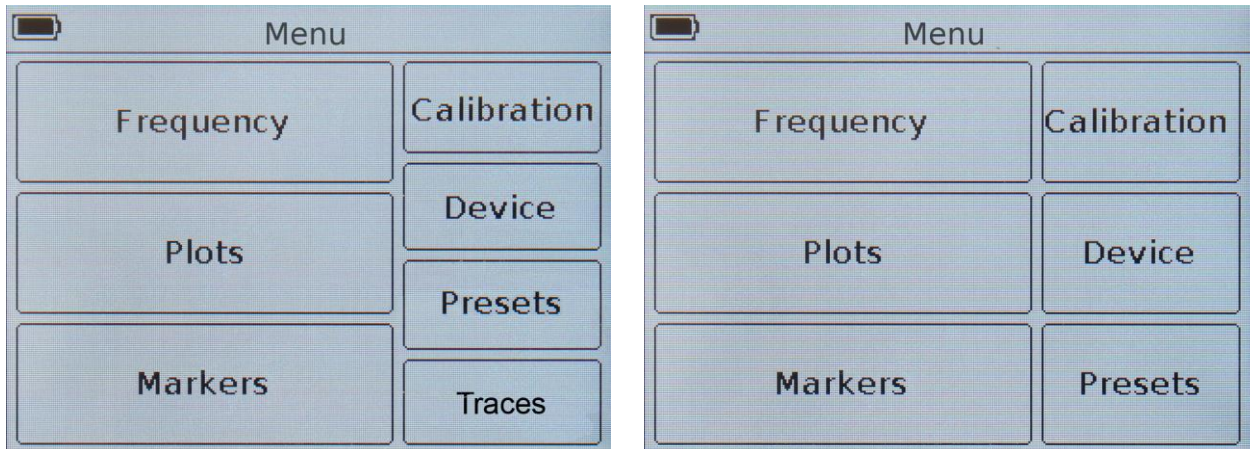 Menu
Frequency
Calibration
Plots
Device
Presets
Markers
Traces
Menu
Frequency
Calibration
Plots
Device
Markers
Presets